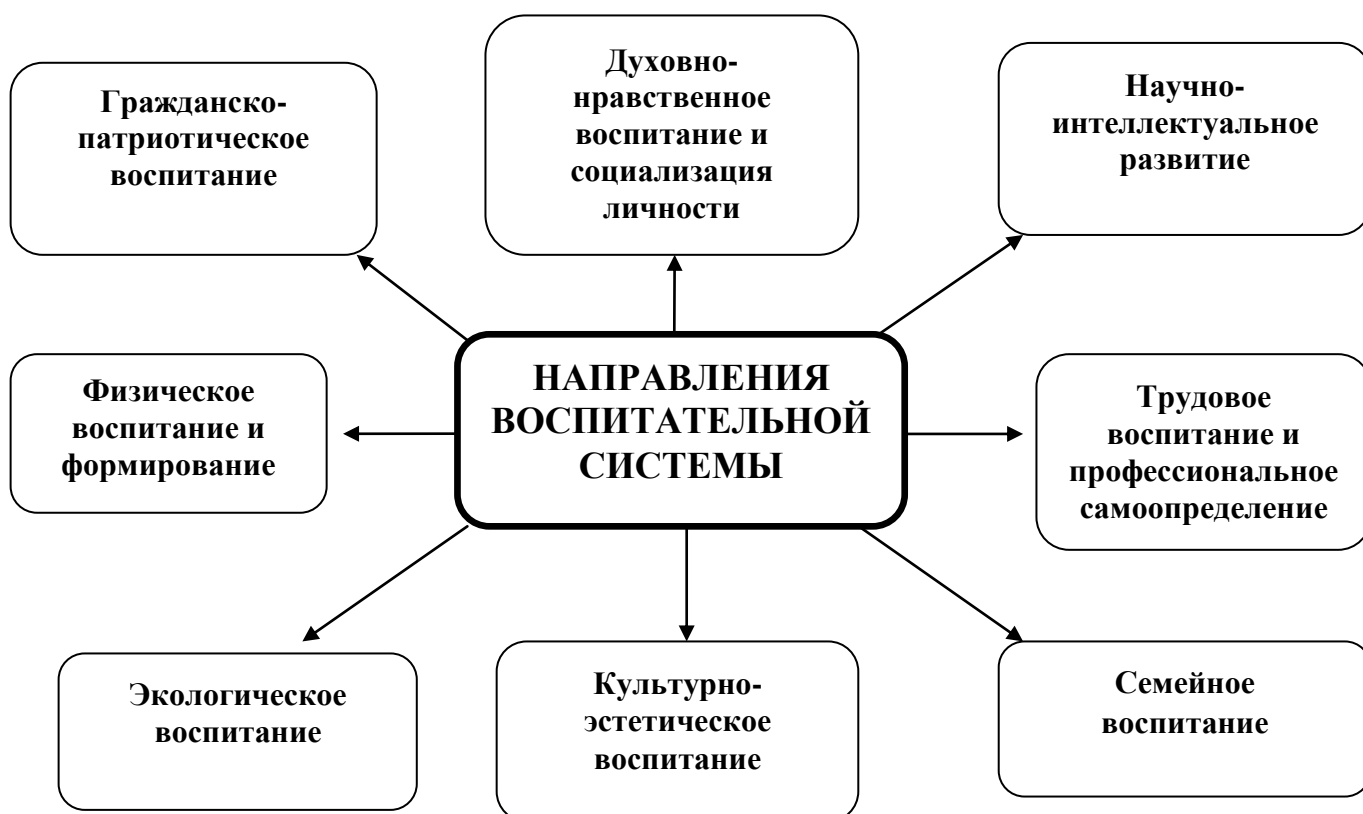 Гражданско-
патриотическое
воспитание
Духовно-
нравственное
воспитание и
социализация
личности
Научно-
интеллектуальное
развитие
Физическое
воспитание и
формирование
НАПРАВЛЕНИЯ
ВОСПИТАТЕЛЬНОЙ
СИСТЕМЫ
Трудовое
воспитание и
профессиональное
самоопределение
Экологическое
воспитание
Культурно-
эстетическое
воспитание
Семейное
воспитание